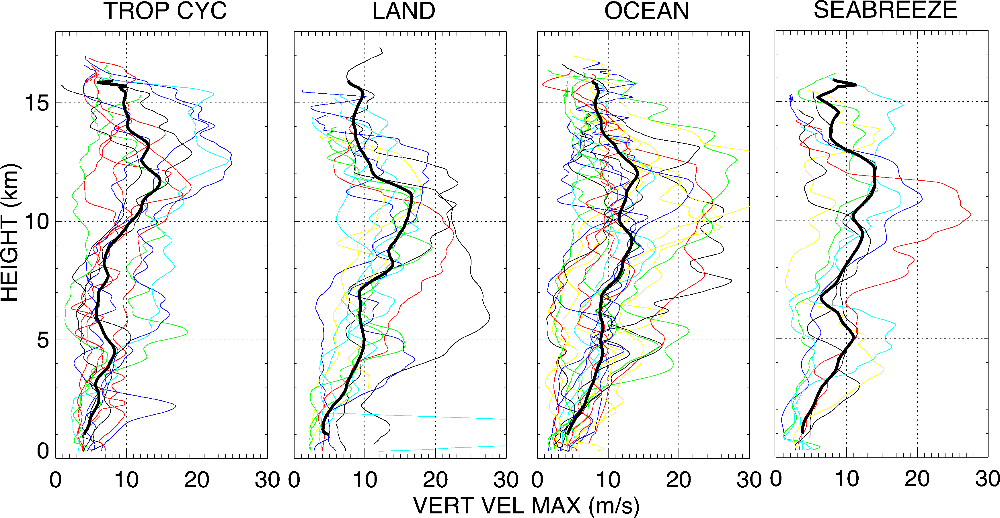 TROP CYC LAND OCEAN SEABREEZE
HEIGHT (km)
15
10
5
0
0 10 20 30 0 10 20 30 0 10 20 30 0 10 20 30
VERT VEL MAX (m/s)